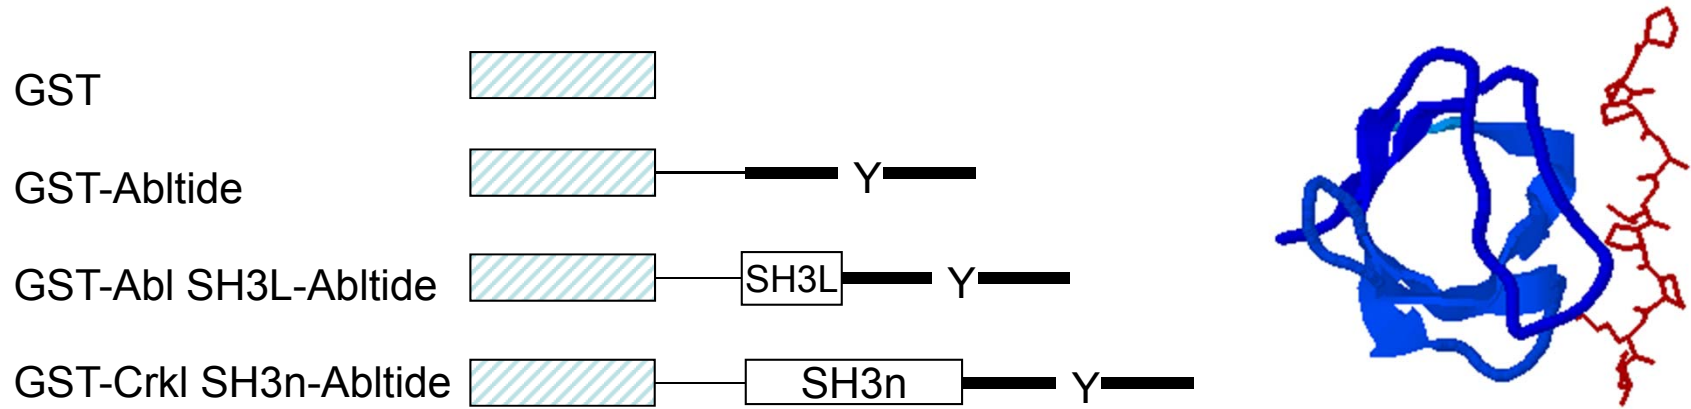 GST
GST-Abltide Y
GST-Abl SH3L-Abltide SH3L Y
GST-Crkl SH3n-Abltide SH3n Y